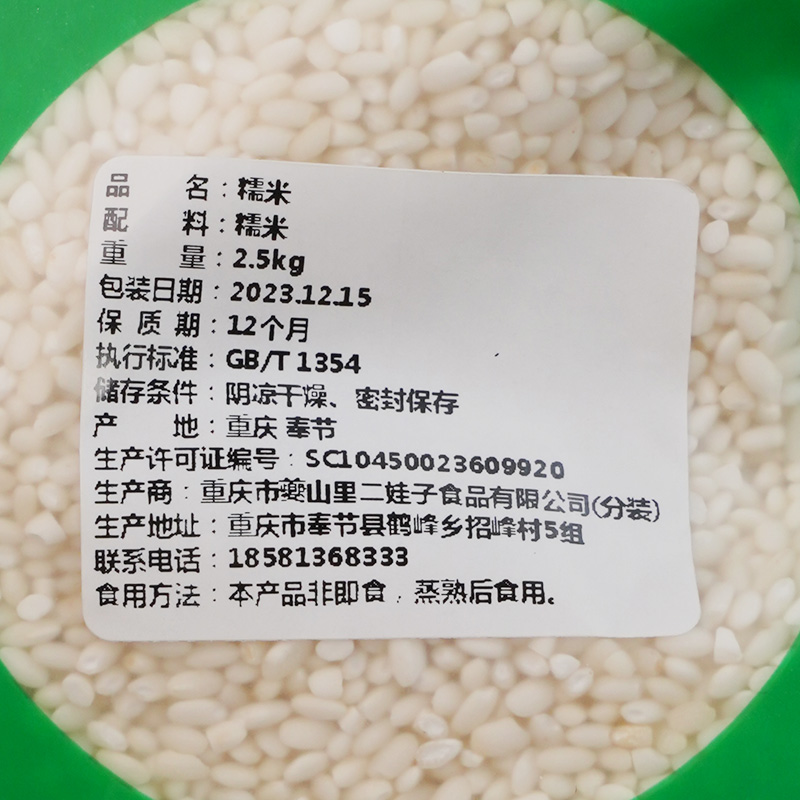 品 名：糯米
配 料：糯米
重 量：2.5kg
包装日期：2023.12.15
保 质 期：12个月
执行标准：GB/T 1354
储存条件：阴凉干燥、密封保存
产 地：重庆 奉节
生产许可证编号：SC10450023609920
生产商：重庆市夔山里二娃子食品有限公司(分装)
生产地址：重庆市奉节县鹤峰乡招峰村5组
联系电话：18581368333
食用方法：本产品非即食，蒸熟后食用。